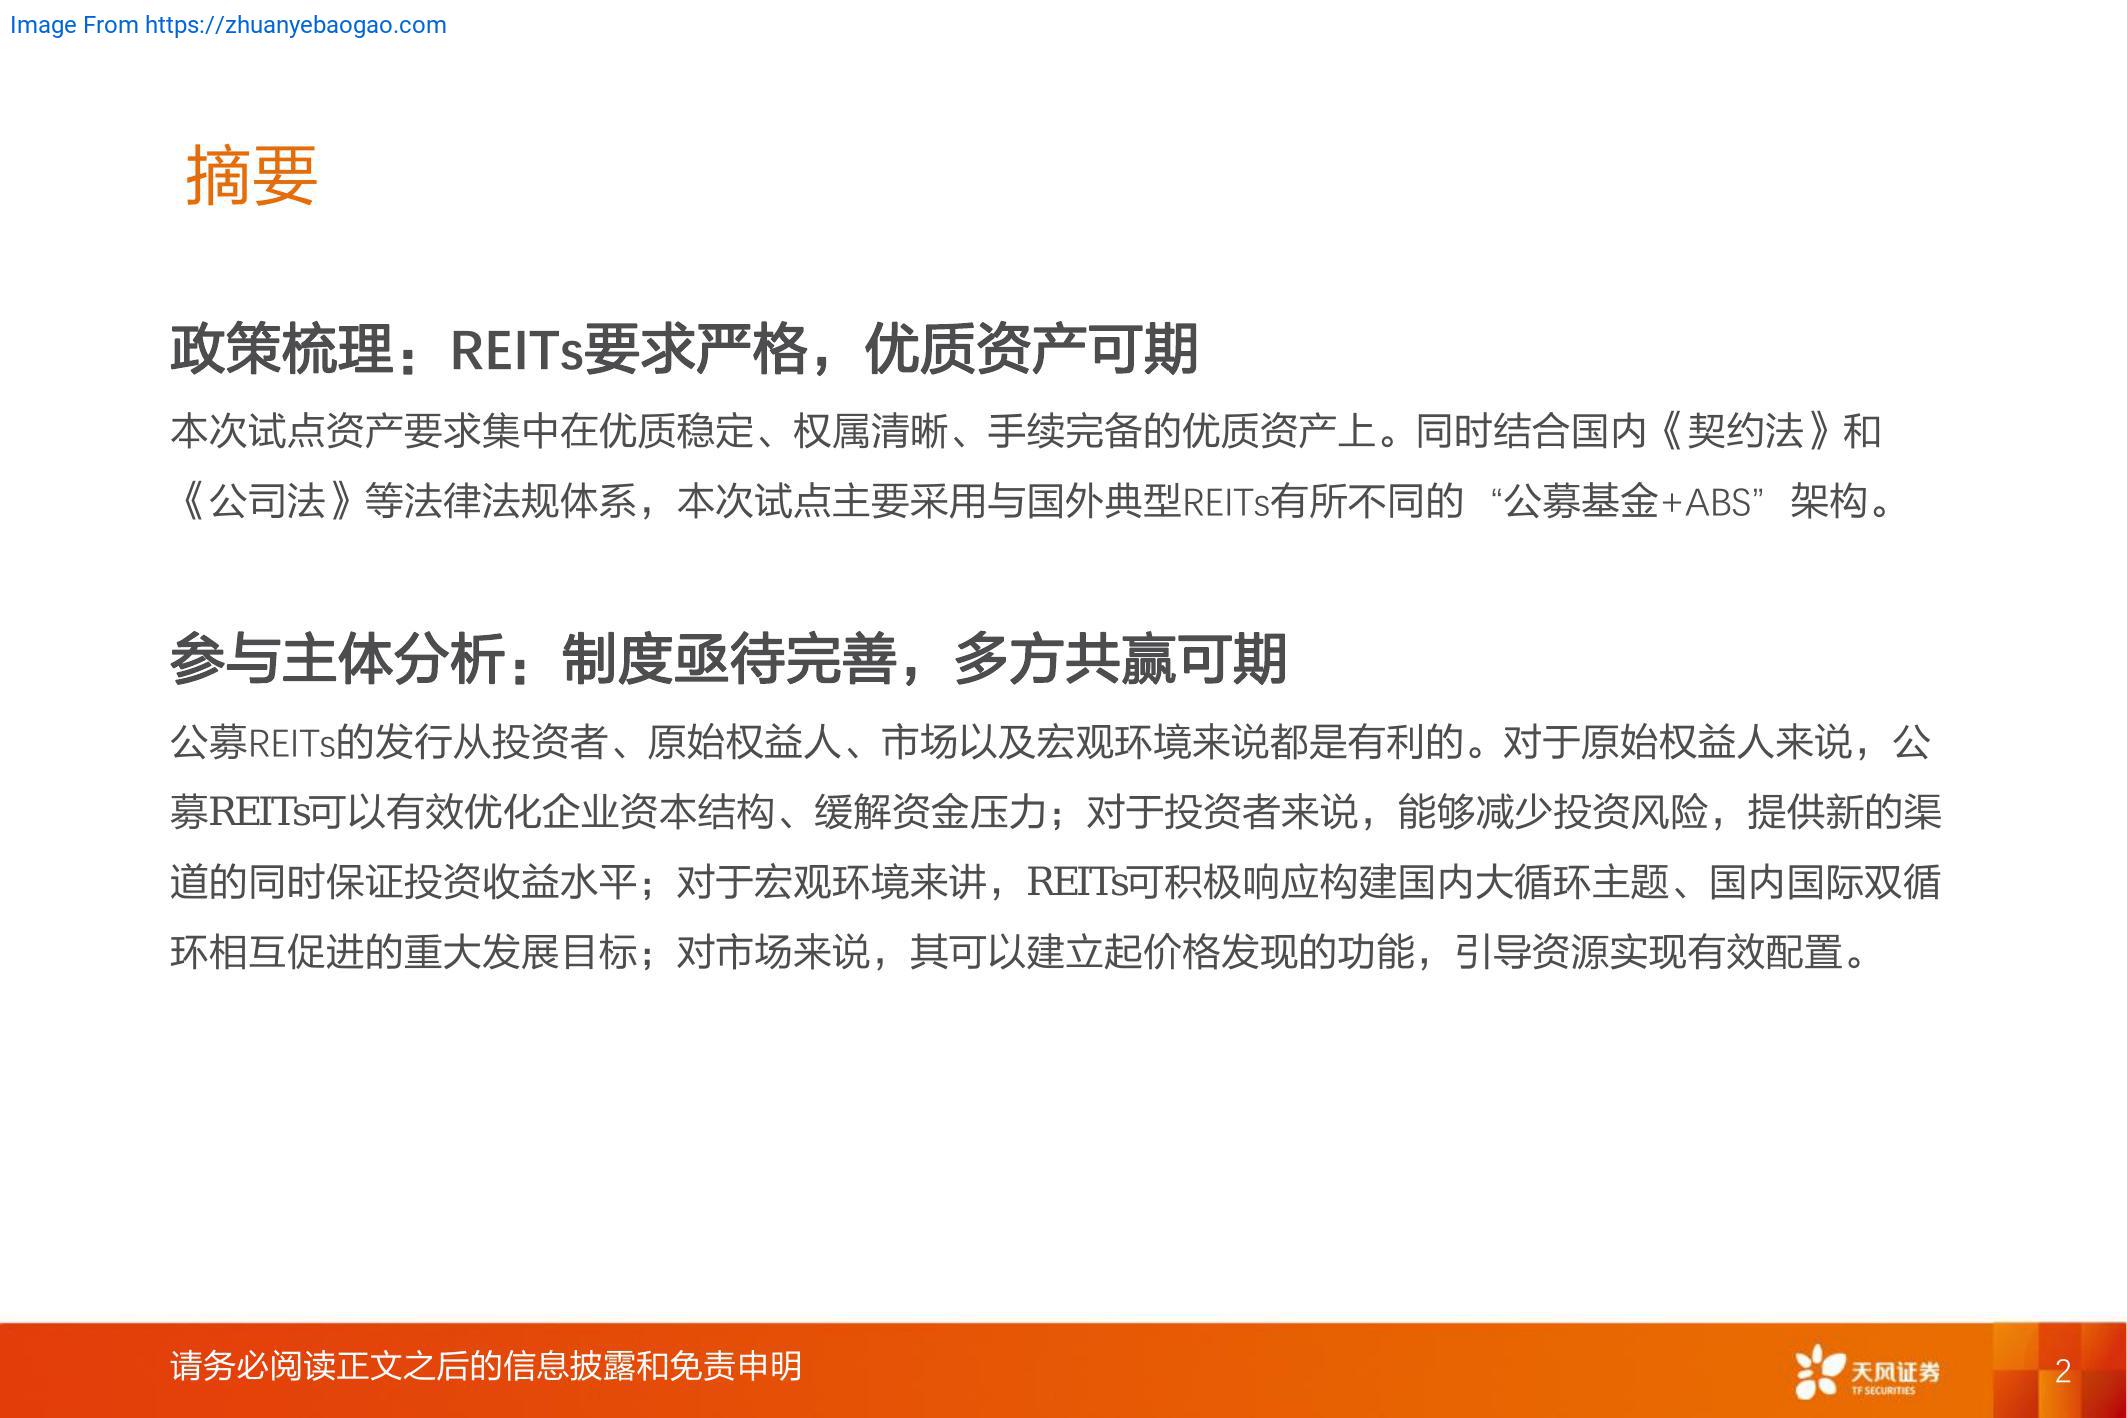 Image From https://zhuanyebaogao.com
摘要
政策梳理：REITs要求严格，优质资产可期
本次试点资产要求集中在优质稳定、权属清晰、手续完备的优质资产上。同时结合国内《契约法》和
《公司法》等法律法规体系，本次试点主要采用与国外典型REITs有所不同的“公募基金+ABS”架构。
参与主体分析：制度亟待完善，多方共赢可期
公募REITs的发行从投资者、原始权益人、市场以及宏观环境来说都是有利的。对于原始权益人来说，公
募REITs可以有效优化企业资本结构、缓解资金压力；对于投资者来说，能够减少投资风险，提供新的渠
道的同时保证投资收益水平；对于宏观环境来讲，REITs可积极响应构建国内大循环主题、国内国际双循
环相互促进的重大发展目标；对市场来说，其可以建立起价格发现的功能，引导资源实现有效配置。
请务必阅读正文之后的信息披露和免责申明
天风证券
TF SECURITIES
2